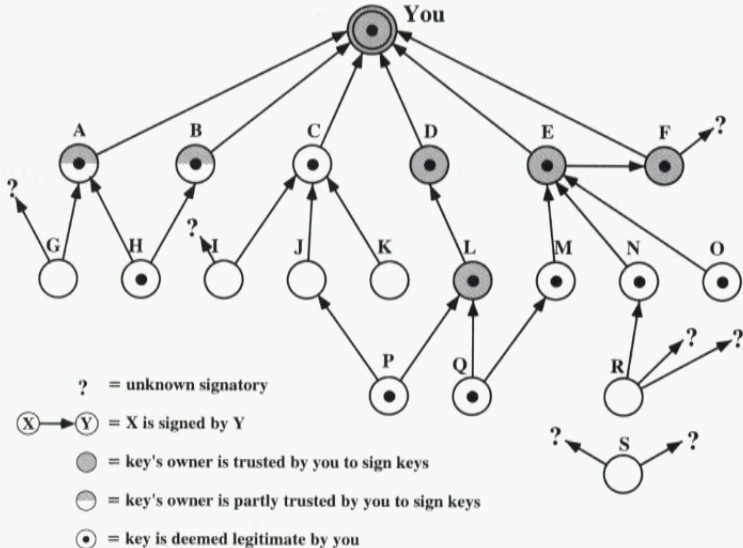 You
A B C D E F ?
? G H ? I J K L M N O
P Q R ? ?
? = unknown signatory
X Y = X is signed by Y
? S ?
= key's owner is trusted by you to sign keys
= key's owner is partly trusted by you to sign keys
= key is deemed legitimate by you